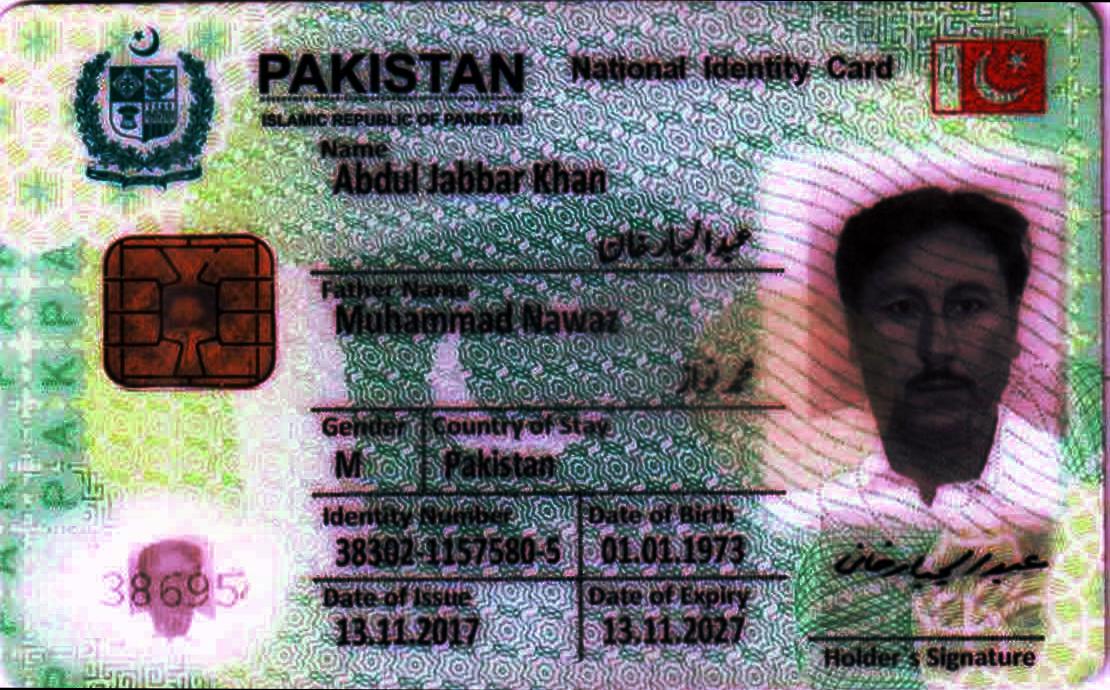 PAKISTAN National Identity Card
ISLAMIC REPUBLIC OF PAKISTAN
Name
Abdul Jabbar Khan
عبدالجبار خان
Father Name
Muhammad Nawaz
محمد نواز
Gender Country of Stay
M Pakistan
Identity Number Date of Birth
38302-1157580-5 01.01.1973
Date of Issue Date of Expiry
13.11.2017 13.11.2027
38695
عبدالجبار خان
Holder's Signature
PAKPA